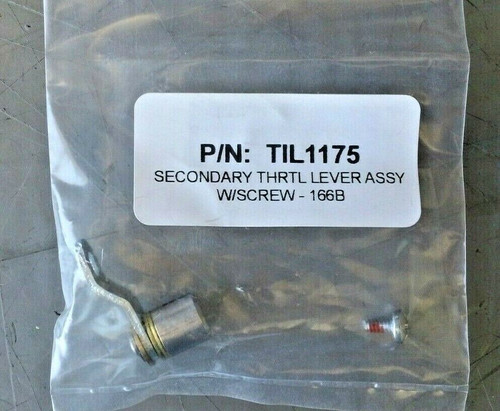 P/N: TIL1175
SECONDARY THRTL LEVER ASSY
W/SCREW - 166B